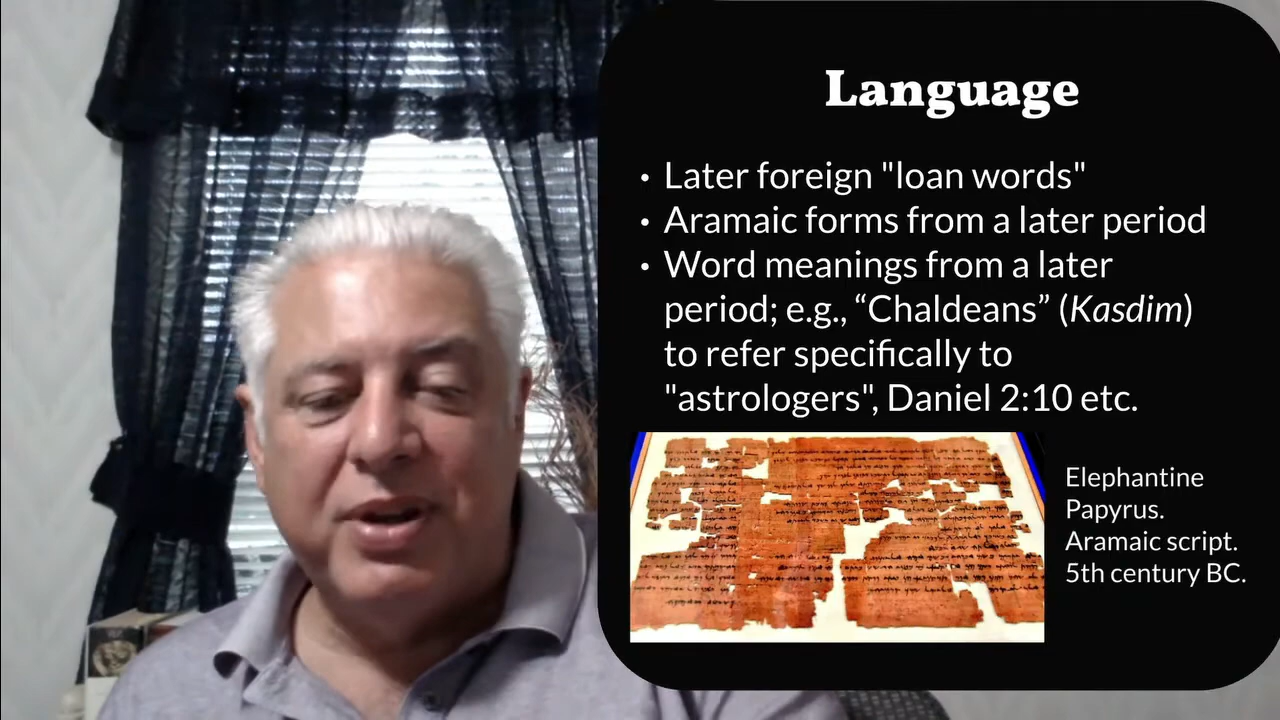 Language
• Later foreign "loan words"
• Aramaic forms from a later period
• Word meanings from a later
period; e.g., “Chaldeans” (Kasdim)
to refer specifically to
"astrologers", Daniel 2:10 etc.
Elephantine
Papyrus.
Aramaic script.
5th century BC.